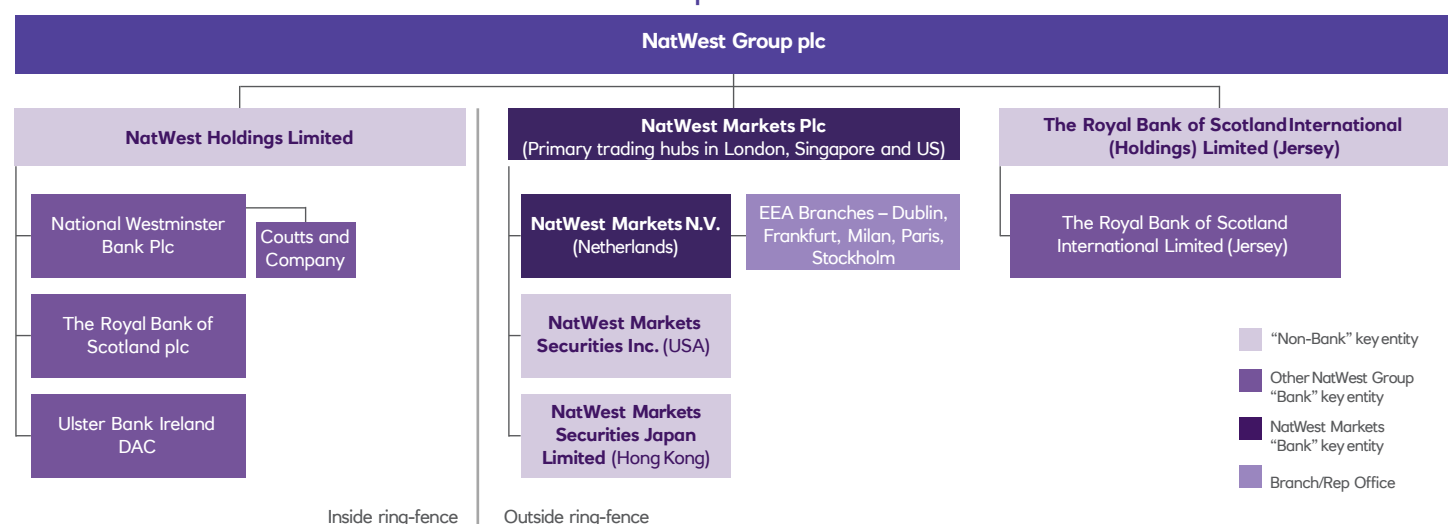 NatWest Group plc
NatWest Holdings Limited
National Westminster
Bank Plc
Coutts and
Company
The Royal Bank of
Scotland plc
Ulster Bank Ireland
DAC
Inside ring-fence
NatWest Markets Plc
(Primary trading hubs in London, Singapore and US)
NatWest Markets N.V.
(Netherlands)
EEA Branches – Dublin,
Frankfurt, Milan, Paris,
Stockholm
NatWest Markets
Securities Inc. (USA)
NatWest Markets
Securities Japan
Limited (Hong Kong)
Outside ring-fence
The Royal Bank of Scotland International
(Holdings) Limited (Jersey)
The Royal Bank of Scotland
International Limited (Jersey)
“Non-Bank” key entity
Other NatWest Group
“Bank” key entity
NatWest Markets
“Bank” key entity
Branch/Rep Office